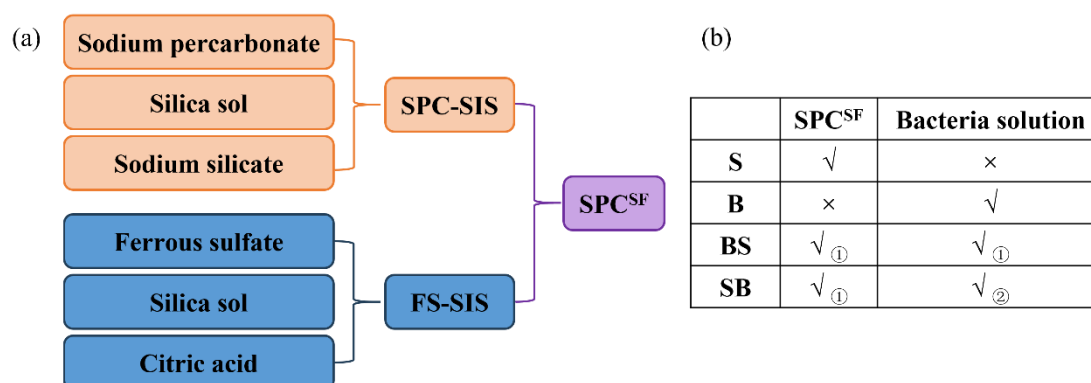 (a)
Sodium percarbonate
Silica sol
Sodium silicate
SPC-SIS
Ferrous sulfate
Silica sol
Citric acid
FS-SIS
SPC^SF
(b)
SPC^SF Bacteria solution
S √ ×
B × √
BS √ ① √ ①
SB √ ① √ ②